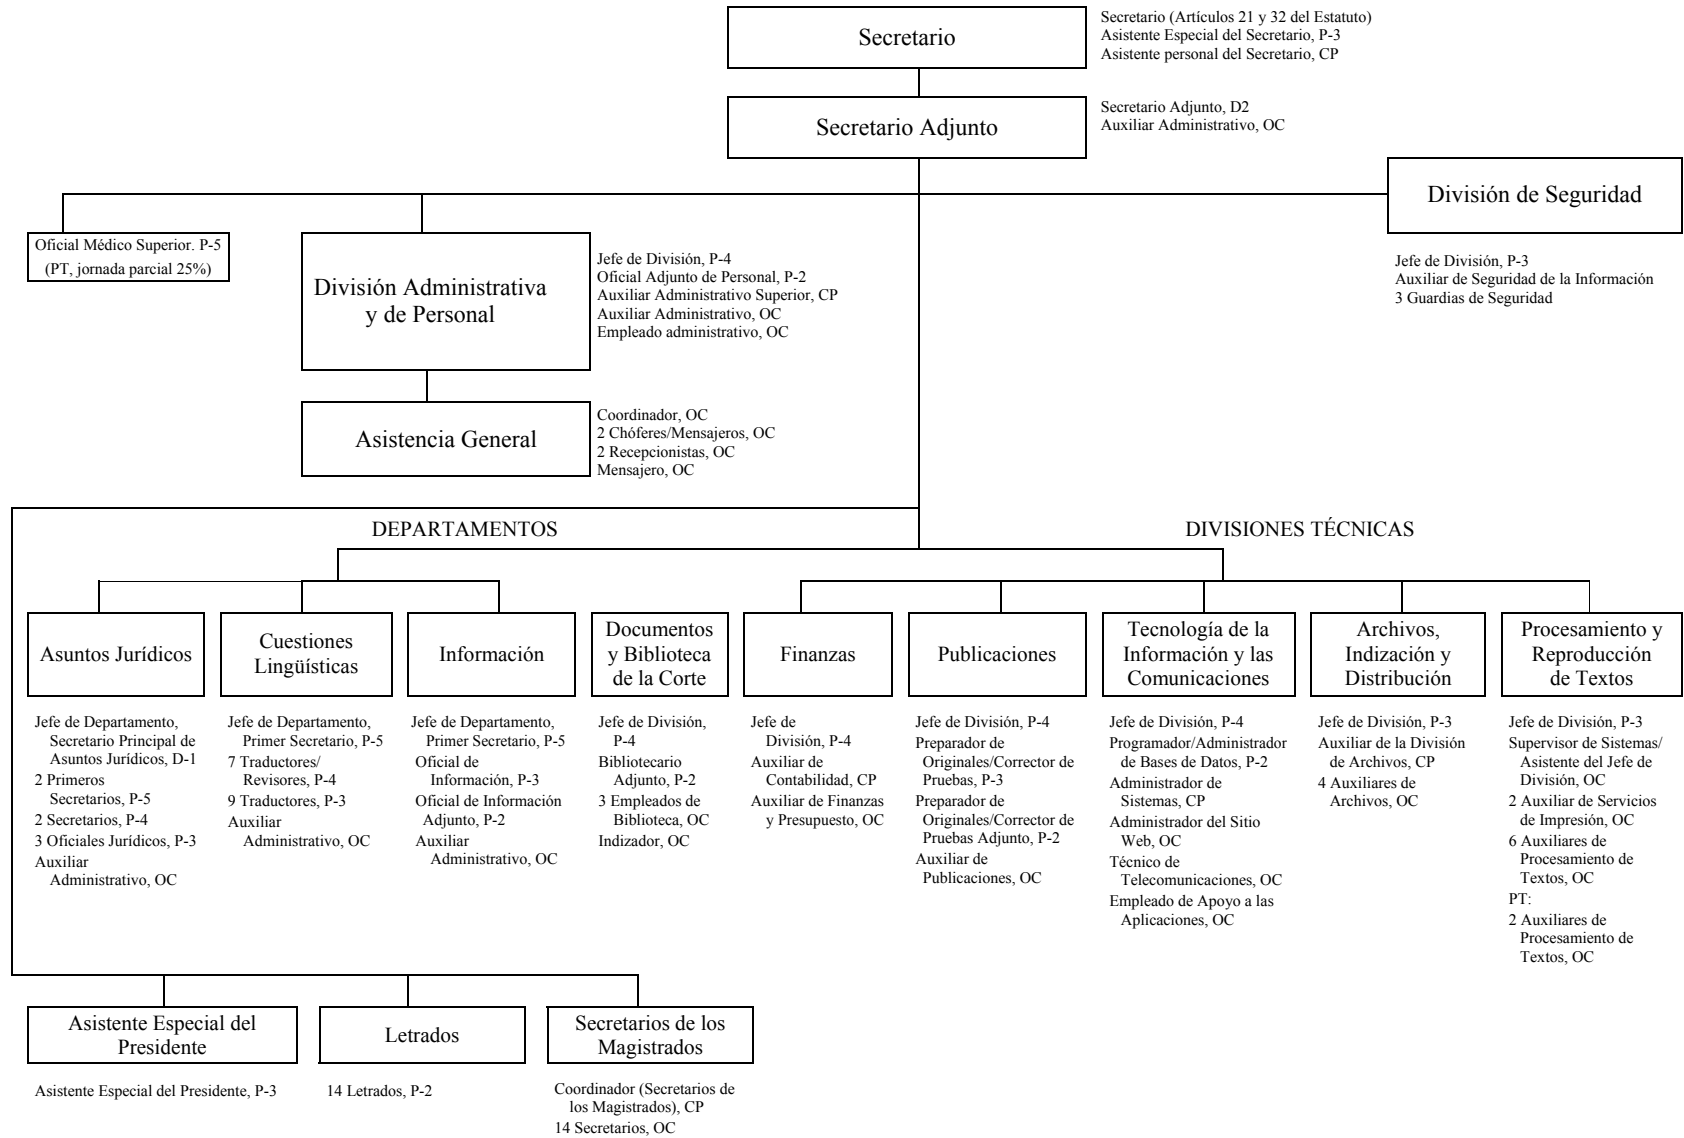 Secretario
Secretario (Artículos 21 y 32 del Estatuto)
Asistente Especial del Secretario, P-3
Asistente personal del Secretario, CP
Secretario Adjunto
Secretario Adjunto, D2
Auxiliar Administrativo, OC
División de Seguridad
Jefe de División, P-3
Auxiliar de Seguridad de la Información
3 Guardias de Seguridad
Oficial Médico Superior. P-5
(PT, jornada parcial 25%)
División Administrativa
y de Personal
Jefe de División, P-4
Oficial Adjunto de Personal, P-2
Auxiliar Administrativo Superior, CP
Auxiliar Administrativo, OC
Empleado administrativo, OC
Asistencia General
Coordinador, OC
2 Chóferes/Mensajeros, OC
2 Recepcionistas, OC
Mensajero, OC
DEPARTAMENTOS
DIVISIONES TÉCNICAS
Asuntos Jurídicos
Jefe de Departamento,
Secretario Principal de
Asuntos Jurídicos, D-1
2 Primeros
Secretarios, P-5
2 Secretarios, P-4
3 Oficiales Jurídicos, P-3
Auxiliar
Administrativo, OC
Cuestiones
Lingüísticas
Jefe de Departamento,
Primer Secretario, P-5
7 Traductores/
Revisores, P-4
9 Traductores, P-3
Auxiliar
Administrativo, OC
Información
Jefe de Departamento,
Primer Secretario, P-5
Oficial de
Información, P-3
Oficial de Información
Adjunto, P-2
Auxiliar
Administrativo, OC
Documentos
y Biblioteca
de la Corte
Jefe de División,
P-4
Bibliotecario
Adjunto, P-2
3 Empleados de
Biblioteca, OC
Indizador, OC
Finanzas
Jefe de
División, P-4
Auxiliar de
Contabilidad, CP
Auxiliar de Finanzas
y Presupuesto, OC
Publicaciones
Jefe de División, P-4
Preparador de
Originales/Corrector de
Pruebas, P-3
Preparador de
Originales/Corrector de
Pruebas Adjunto, P-2
Auxiliar de
Publicaciones, OC
Tecnología de la
Información y las
Comunicaciones
Jefe de División, P-4
Programador/Administrador
de Bases de Datos, P-2
Administrador de
Sistemas, CP
Administrador del Sitio
Web, OC
Técnico de
Telecomunicaciones, OC
Empleado de Apoyo a las
Aplicaciones, OC
Archivos,
Indización y
Distribución
Jefe de División, P-3
Auxiliar de la División
de Archivos, CP
4 Auxiliares de
Archivos, OC
Procesamiento y
Reproducción
de Textos
Jefe de División, P-3
Supervisor de Sistemas/
Asistente del Jefe de
División, OC
2 Auxiliar de Servicios
de Impresión, OC
6 Auxiliares de
Procesamiento de
Textos, OC
PT:
2 Auxiliares de
Procesamiento de
Textos, OC
Asistente Especial del
Presidente
Asistente Especial del Presidente, P-3
Letrados
14 Letrados, P-2
Secretarios de los
Magistrados
Coordinador (Secretarios de
los Magistrados), CP
14 Secretarios, OC